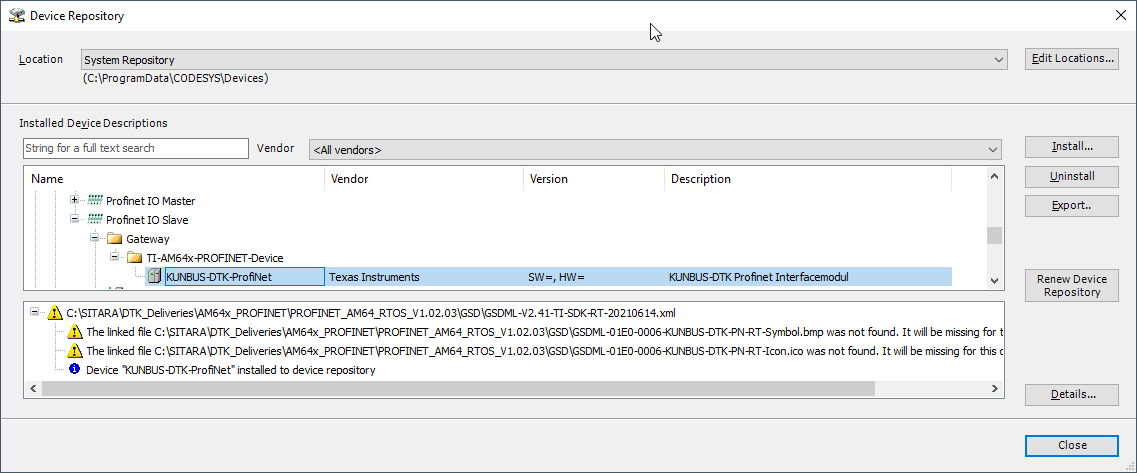 Device Repository
Location
System Repository
Edit Locations...
(C:\ProgramData\CODESYS\Devices)
Installed Device Descriptions
String for a full text search
Vendor
<All vendors>
Install...
Name
Vendor
Version
Description
Uninstall
Profinet IO Master
Export..
Profinet IO Slave
Gateway
TI-AM64x-PROFINET-Device
KUNBUS-DTK-ProfiNet
Texas Instruments
SW=, HW=
KUNBUS-DTK Profinet Interfacemodul
Renew Device
Repository
C:\SITARA\DTK_Deliveries\AM64x_PROFINET\PROFINET_AM64_RTOS_V1.02.03\GSD\GSDML-V2.41-TI-SDK-RT-20210614.xml
The linked file C:\SITARA\DTK_Deliveries\AM64x_PROFINET\PROFINET_AM64_RTOS_V1.02.03\GSD\GSDML-01E0-0006-KUNBUS-DTK-PN-RT-Symbol.bmp was not found. It will be missing for t
The linked file C:\SITARA\DTK_Deliveries\AM64x_PROFINET\PROFINET_AM64_RTOS_V1.02.03\GSD\GSDML-01E0-0006-KUNBUS-DTK-PN-RT-Icon.ico was not found. It will be missing for this d
Device "KUNBUS-DTK-ProfiNet" installed to device repository
Details...
Close